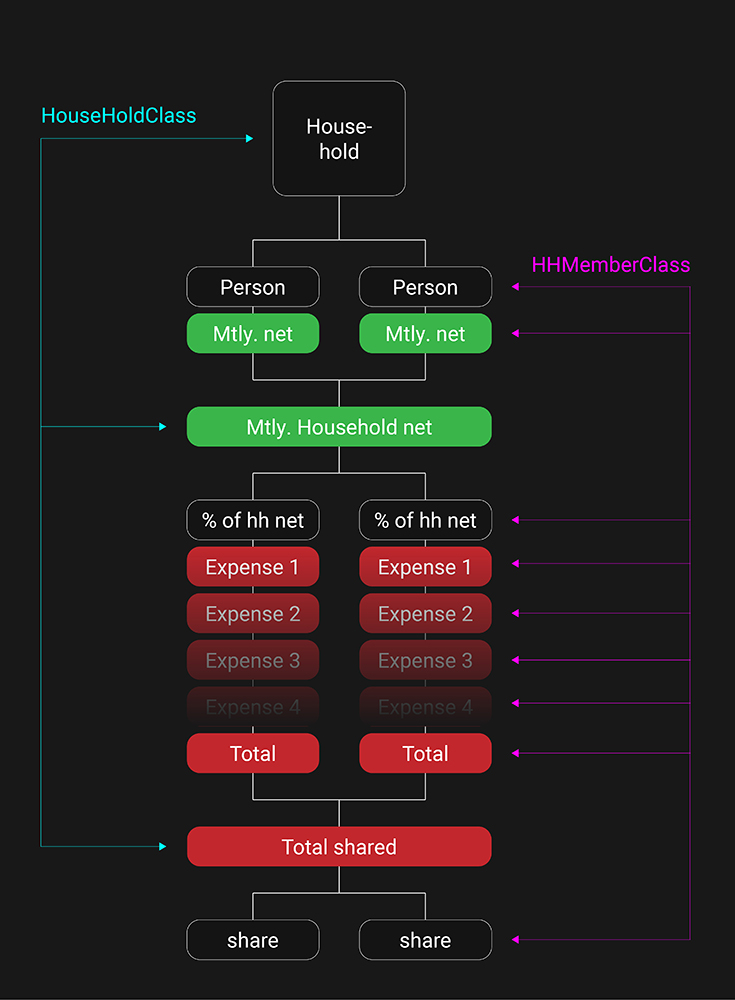 HouseHoldClass
House-
hold
HHMemberClass
Person
Person
Mtly. net
Mtly. net
Mtly. Household net
% of hh net
% of hh net
Expense 1
Expense 1
Expense 2
Expense 2
Expense 3
Expense 3
Expense 4
Expense 4
Total
Total
Total shared
share
share